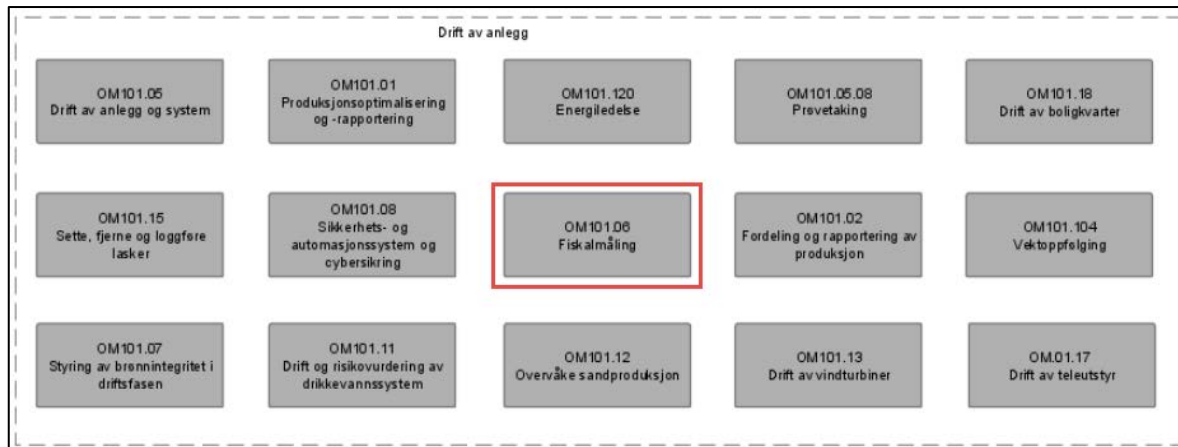 Drift av anlegg
OM101.05
Drift av anlegg og system
OM101.01
Produksjonsoptimalisering
og -rapportering
OM101.120
Energiledelse
OM101.05.08
Prøvetaking
OM101.18
Drift av boligkvarter
OM101.15
Sette, fjerne og loggføre
lasker
OM101.08
Sikkerhets- og
automasjonssystem og
cybersikring
OM101.06
Fiskalmåling
OM101.02
Fordeling og rapportering av
produksjon
OM101.104
Vektoppfølging
OM101.07
Styring av brønnintegritet i
driftsfasen
OM101.11
Drift og risikovurdering av
drikkevannssystem
OM101.12
Overvåke sandproduksjon
OM101.13
Drift av vindturbiner
OM.01.17
Drift av teleutstyr